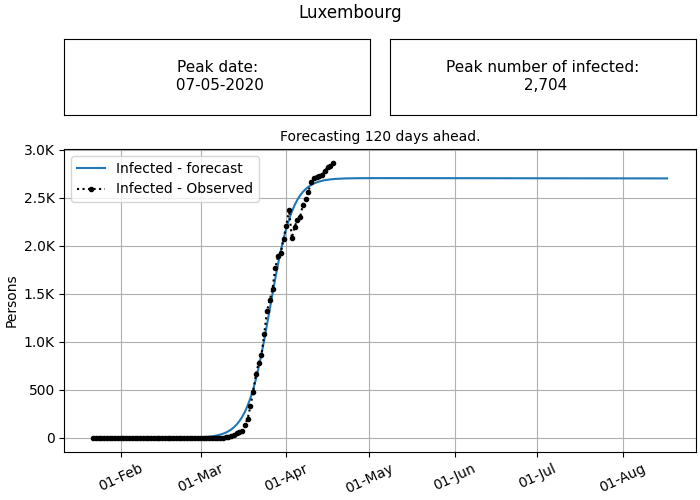 Luxembourg
Peak date:
07-05-2020
Peak number of infected:
2,704
Forecasting 120 days ahead.
3.0K
2.5K
2.0K
1.5K
1.0K
500
0
Persons
Infected - forecast
Infected - Observed
01-Feb
01-Mar
01-Apr
01-May
01-Jun
01-Jul
01-Aug